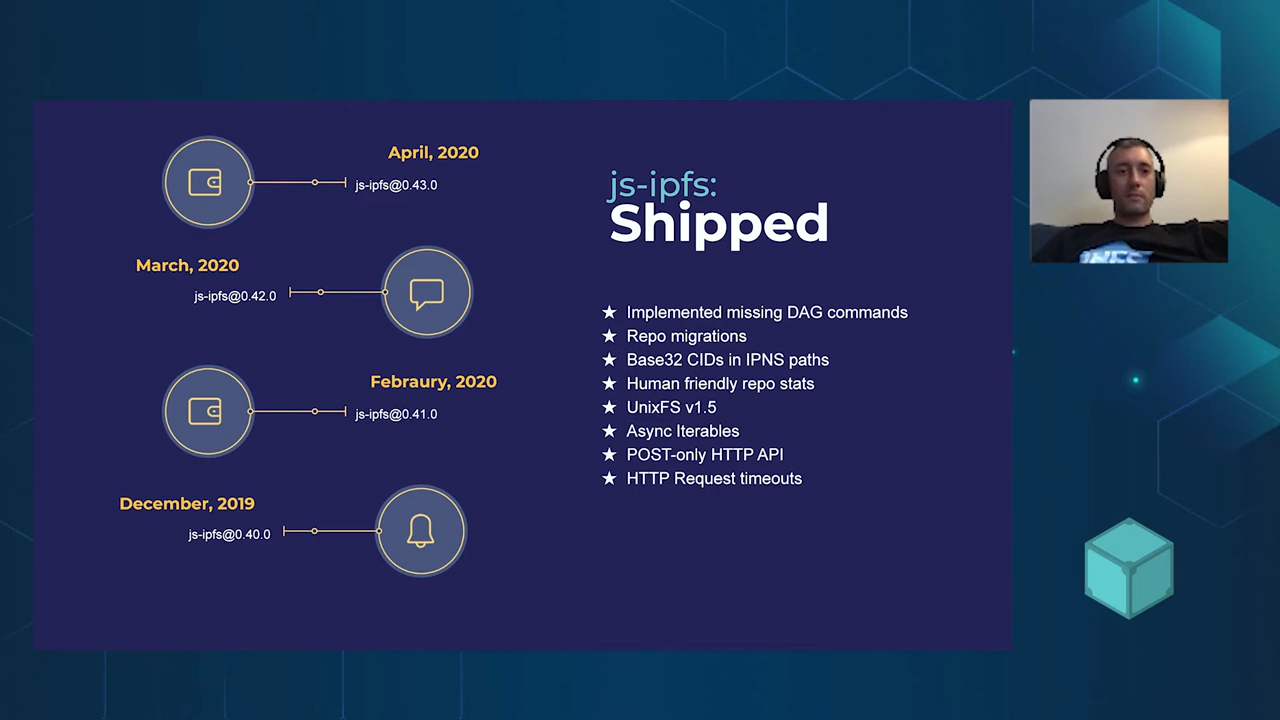 April, 2020
js-ipfs@0.43.0
March, 2020
js-ipfs@0.42.0
Febraury, 2020
js-ipfs@0.41.0
December, 2019
js-ipfs@0.40.0
js-ipfs:
Shipped
★ Implemented missing DAG commands
★ Repo migrations
★ Base32 CIDs in IPNS paths
★ Human friendly repo stats
★ UnixFS v1.5
★ Async Iterables
★ POST-only HTTP API
★ HTTP Request timeouts